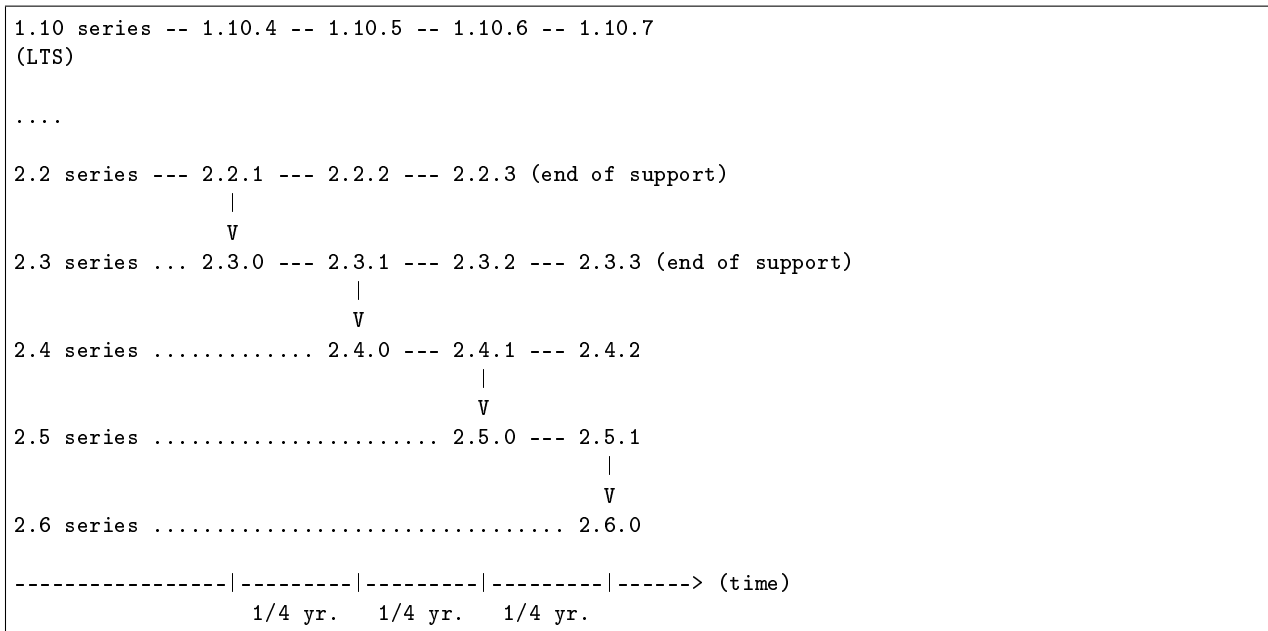 1.10 series -- 1.10.4 -- 1.10.5 -- 1.10.6 -- 1.10.7
(LTS)
....
2.2 series --- 2.2.1 --- 2.2.2 --- 2.2.3 (end of support)
|
V
2.3 series ... 2.3.0 --- 2.3.1 --- 2.3.2 --- 2.3.3 (end of support)
|
V
2.4 series ............. 2.4.0 --- 2.4.1 --- 2.4.2
|
V
2.5 series ....................... 2.5.0 --- 2.5.1
|
V
2.6 series ................................. 2.6.0
-----------------|---------|---------|---------|------> (time)
1/4 yr. 1/4 yr. 1/4 yr.